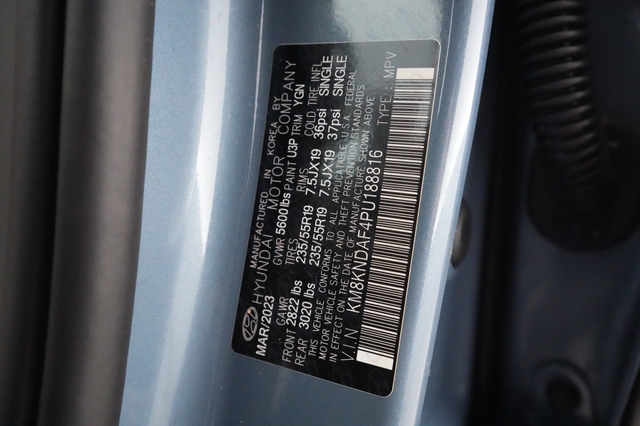 MANUFACTURED IN KOREA BY
HYUNDAI MOTOR COMPANY
MAR/2023 GVWR 5600lbs PAINT U3P TRIM YGN
GAWR TIRES RIMS COLD TIRE INFL
FRONT 2822 lbs 235/55R19 7.5JX19 36psi SINGLE
REAR 3020 lbs 235/55R19 7.5JX19 37psi SINGLE
THIS VEHICLE CONFORMS TO ALL APPLICABLE U.S.A. FEDERAL
MOTOR VEHICLE SAFETY AND THEFT PREVENTION STANDARDS
IN EFFECT ON THE DATE OF MANUFACTURE SHOWN ABOVE.
V.I.N : KM8KNDAF4PU188816 TYPE : MPV